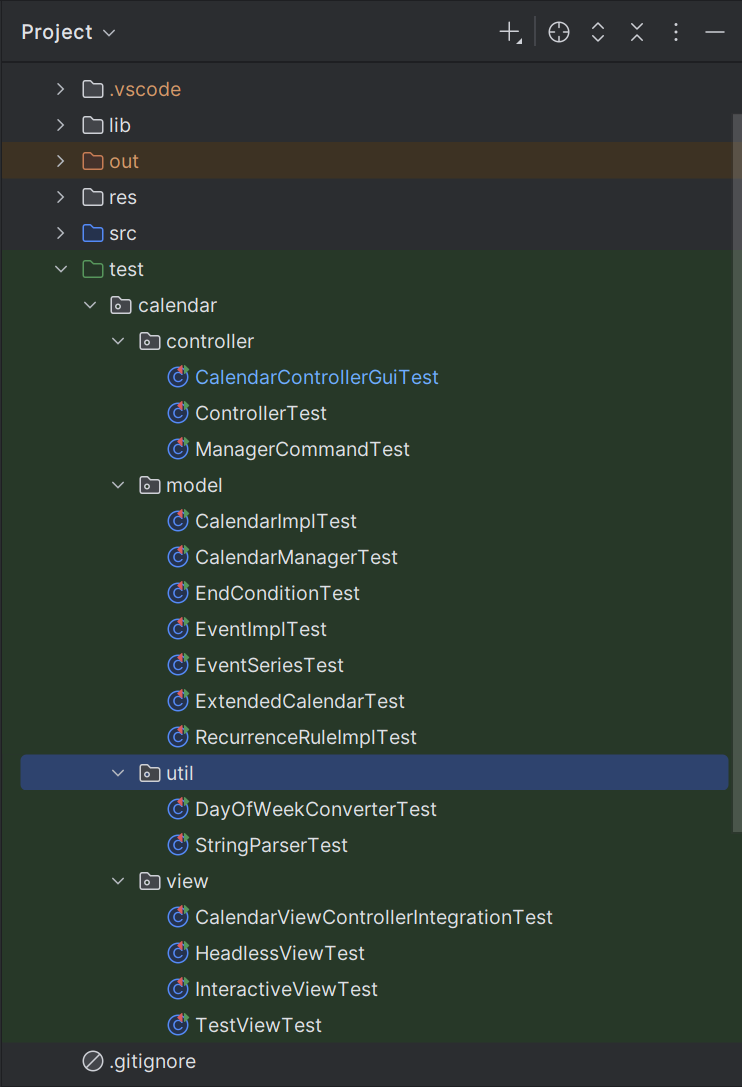 Project
.vscode
lib
out
res
src
test
calendar
controller
CalendarControllerGuiTest
ControllerTest
ManagerCommandTest
model
CalendarImplTest
CalendarManagerTest
EndConditionTest
EventImplTest
EventSeriesTest
ExtendedCalendarTest
RecurrenceRuleImplTest
util
DayOfWeekConverterTest
StringParserTest
view
CalendarViewControllerIntegrationTest
HeadlessViewTest
InteractiveViewTest
TestViewTest
.gitignore